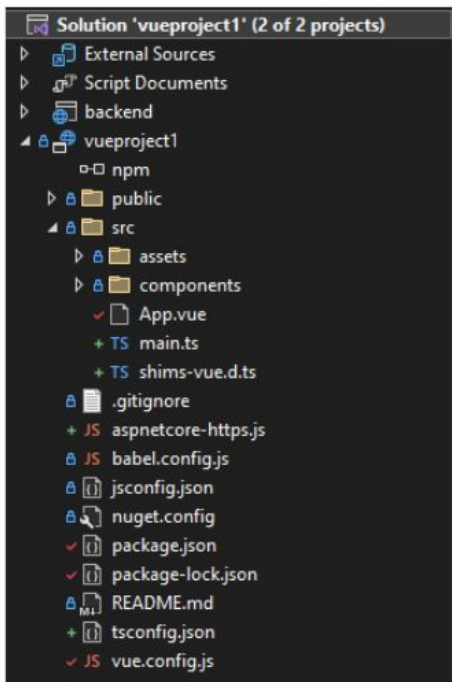 Solution 'vueproject1' (2 of 2 projects)
External Sources
Script Documents
backend
vueproject1
npm
public
src
assets
components
App.vue
TS main.ts
TS shims-vue.d.ts
.gitignore
JS aspnetcore-https.js
JS babel.config.js
jsconfig.json
nuget.config
package.json
package-lock.json
M↓ README.md
tsconfig.json
JS vue.config.js